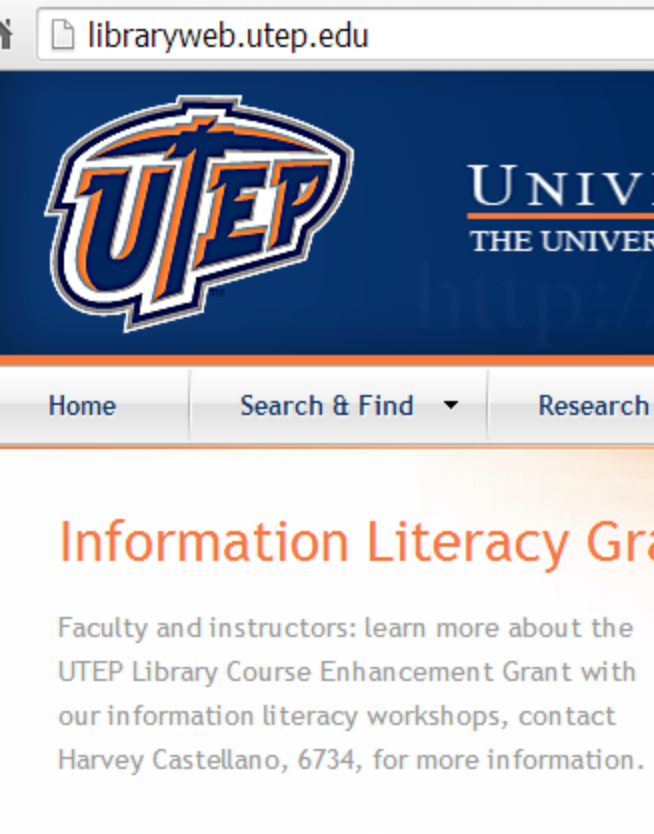 libraryweb.utep.edu
UTEP
UNIV
THE UNIVER
http:/
Home
Search & Find
Research
Information Literacy Gra
Faculty and instructors: learn more about the
UTEP Library Course Enhancement Grant with
our information literacy workshops, contact
Harvey Castellano, 6734, for more information.